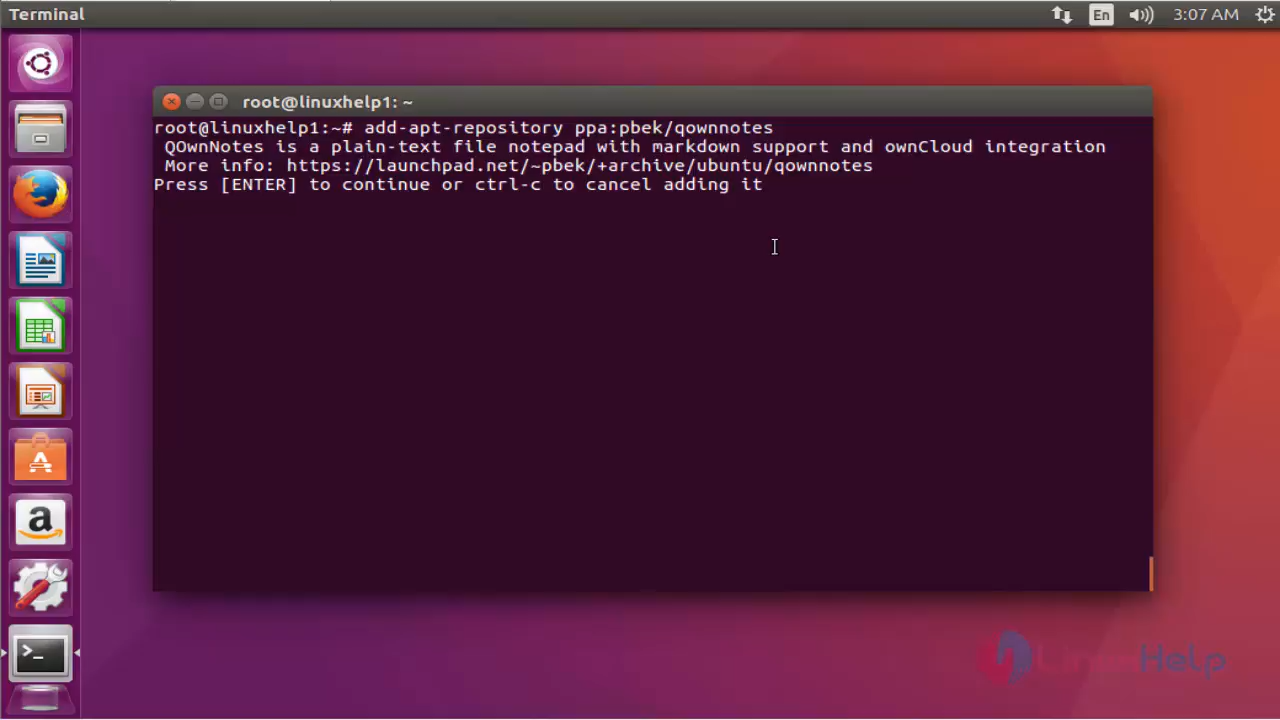 Terminal
En
3:07 AM
root@linuxhelp1: ~
root@linuxhelp1:~# add-apt-repository ppa:pbek/qownnotes
QOwnNotes is a plain-text file notepad with markdown support and ownCloud integration
More info: https://launchpad.net/~pbek/+archive/ubuntu/qownnotes
Press [ENTER] to continue or ctrl-c to cancel adding it
>_
a
LinuxHelp